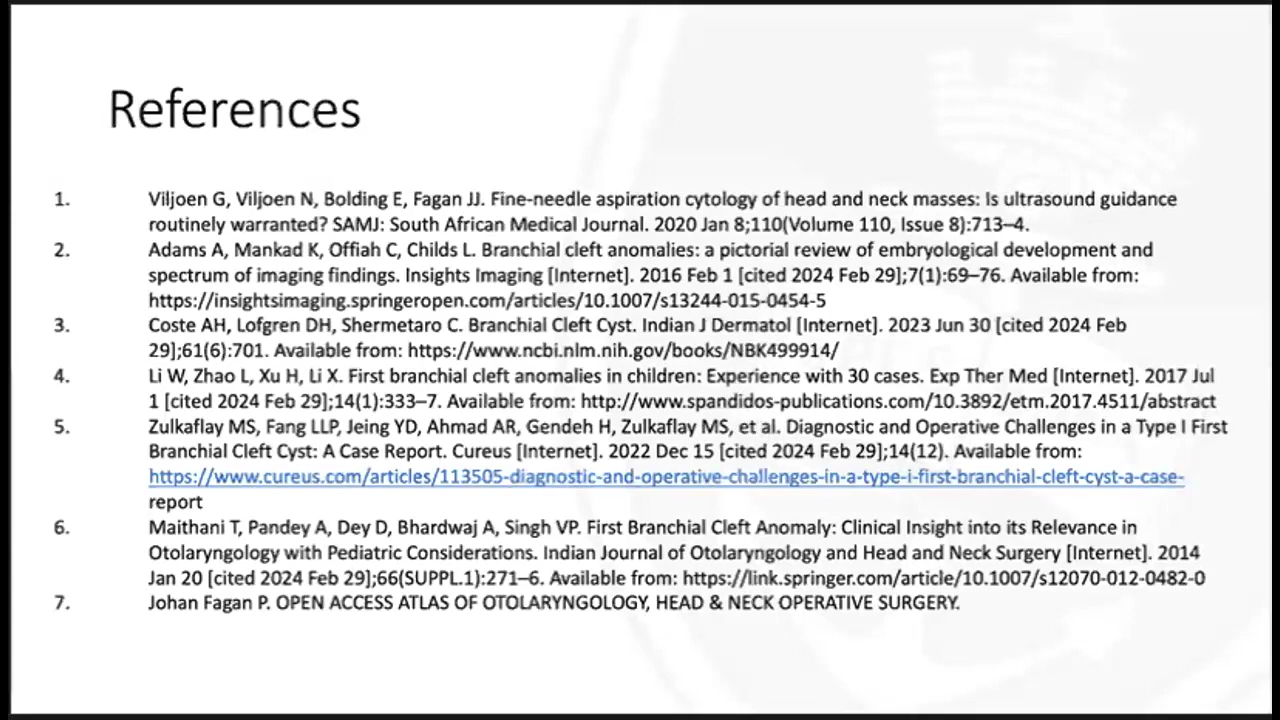 References
1. Viljoen G, Viljoen N, Bolding E, Fagan JJ. Fine-needle aspiration cytology of head and neck masses: Is ultrasound guidance
routinely warranted? SAMJ: South African Medical Journal. 2020 Jan 8;110(Volume 110, Issue 8):713–4.
2. Adams A, Mankad K, Offiah C, Childs L. Branchial cleft anomalies: a pictorial review of embryological development and
spectrum of imaging findings. Insights Imaging [Internet]. 2016 Feb 1 [cited 2024 Feb 29];7(1):69–76. Available from:
https://insightsimaging.springeropen.com/articles/10.1007/s13244-015-0454-5
3. Coste AH, Lofgren DH, Shermetaro C. Branchial Cleft Cyst. Indian J Dermatol [Internet]. 2023 Jun 30 [cited 2024 Feb
29];61(6):701. Available from: https://www.ncbi.nlm.nih.gov/books/NBK499914/
4. Li W, Zhao L, Xu H, Li X. First branchial cleft anomalies in children: Experience with 30 cases. Exp Ther Med [Internet]. 2017 Jul
1 [cited 2024 Feb 29];14(1):333–7. Available from: http://www.spandidos-publications.com/10.3892/etm.2017.4511/abstract
5. Zulkaflay MS, Fang LLP, Jeing YD, Ahmad AR, Gendeh H, Zulkaflay MS, et al. Diagnostic and Operative Challenges in a Type I First
Branchial Cleft Cyst: A Case Report. Cureus [Internet]. 2022 Dec 15 [cited 2024 Feb 29];14(12). Available from:
https://www.cureus.com/articles/113505-diagnostic-and-operative-challenges-in-a-type-i-first-branchial-cleft-cyst-a-case-
report
6. Maithani T, Pandey A, Dey D, Bhardwaj A, Singh VP. First Branchial Cleft Anomaly: Clinical Insight into its Relevance in
Otolaryngology with Pediatric Considerations. Indian Journal of Otolaryngology and Head and Neck Surgery [Internet]. 2014
Jan 20 [cited 2024 Feb 29];66(SUPPL.1):271–6. Available from: https://link.springer.com/article/10.1007/s12070-012-0482-0
7. Johan Fagan P. OPEN ACCESS ATLAS OF OTOLARYNGOLOGY, HEAD & NECK OPERATIVE SURGERY.